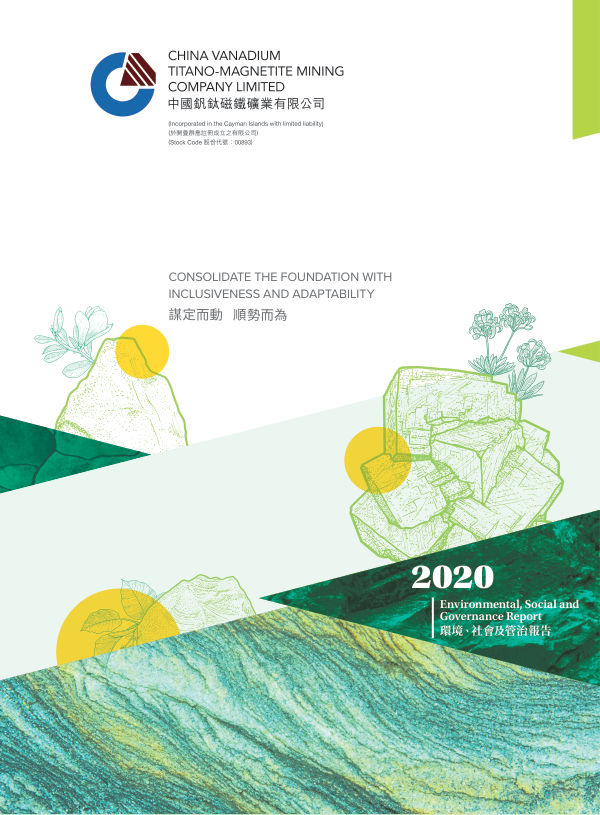 CHINA VANADIUM
TITANO-MAGNETITE MINING
COMPANY LIMITED
中國釩鈦磁鐵礦業有限公司
(Incorporated in the Cayman Islands with limited liability)
(於開曼群島註冊成立之有限公司)
(Stock Code 股份代號：00893)
CONSOLIDATE THE FOUNDATION WITH
INCLUSIVENESS AND ADAPTABILITY
謀定而動 順勢而為
2020
Environmental, Social and
Governance Report
環境、社會及管治報告